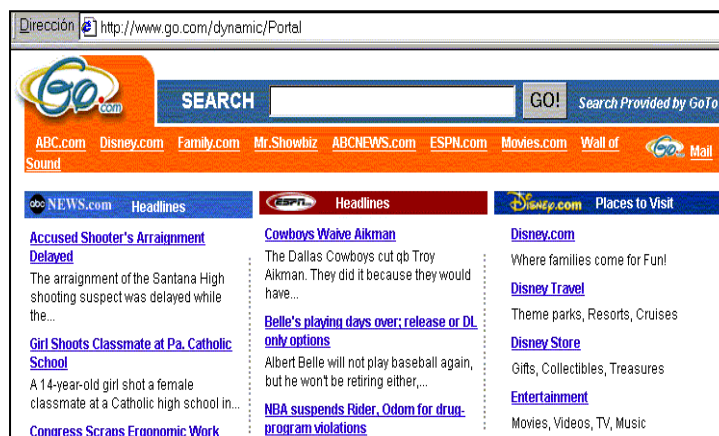 Dirección http://www.go.com/dynamic/Portal
Go.com
SEARCH GO! Search Provided by GoTo
ABC.com Disney.com Family.com Mr.Showbiz ABCNEWS.com ESPN.com Movies.com Wall of Sound
Go Mail
abc NEWS.com Headlines
Accused Shooter's Arraignment
Delayed
The arraignment of the Santana High
shooting suspect was delayed while
the...
Girl Shoots Classmate at Pa. Catholic
School
A 14-year-old girl shot a female
classmate at a Catholic high school in...
Congress Scraps Ergonomic Work
ESPN Headlines
Cowboys Waive Aikman
The Dallas Cowboys cut qb Troy
Aikman. They did it because they would
have...
Belle's playing days over; release or DL
only options
Albert Belle will not play baseball again,
but he won't be retiring either,...
NBA suspends Rider, Odom for drug-
program violations
Disney.com Places to Visit
Disney.com
Where families come for Fun!
Disney Travel
Theme parks, Resorts, Cruises
Disney Store
Gifts, Collectibles, Treasures
Entertainment
Movies, Videos, TV, Music